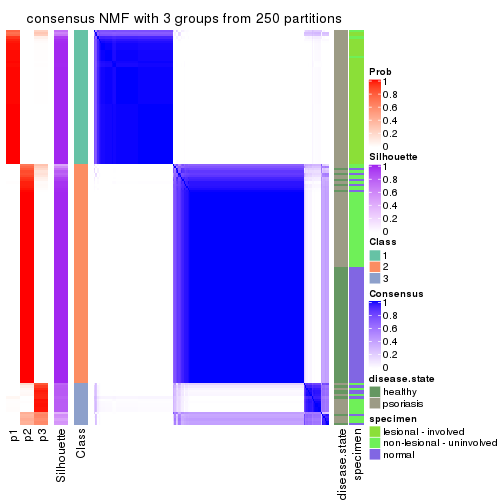 consensus NMF with 3 groups from 250 partitions
Prob
1
0.8
0.6
0.4
0.2
0
Silhouette
1
0.8
0.6
0.4
0.2
0
Class
1
2
3
Consensus
1
0.8
0.6
0.4
0.2
0
disease.state
healthy
psoriasis
specimen
lesional - involved
non-lesional - uninvolved
normal
p1
p2
p3
Silhouette
Class
disease.state
specimen